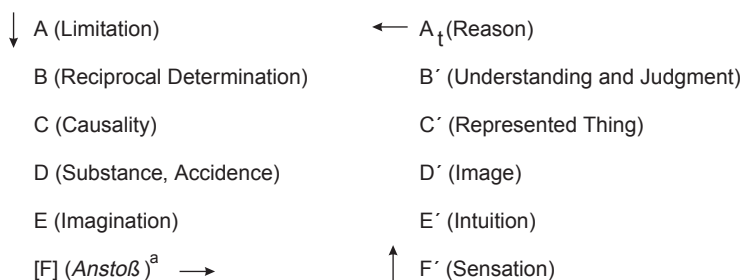 ↓ A (Limitation) ← A_t (Reason)
B (Reciprocal Determination) B´ (Understanding and Judgment)
C (Causality) C´ (Represented Thing)
D (Substance, Accidence) D´ (Image)
E (Imagination) E´ (Intuition)
[F] (Anstoß)^a → ↑ F´ (Sensation)